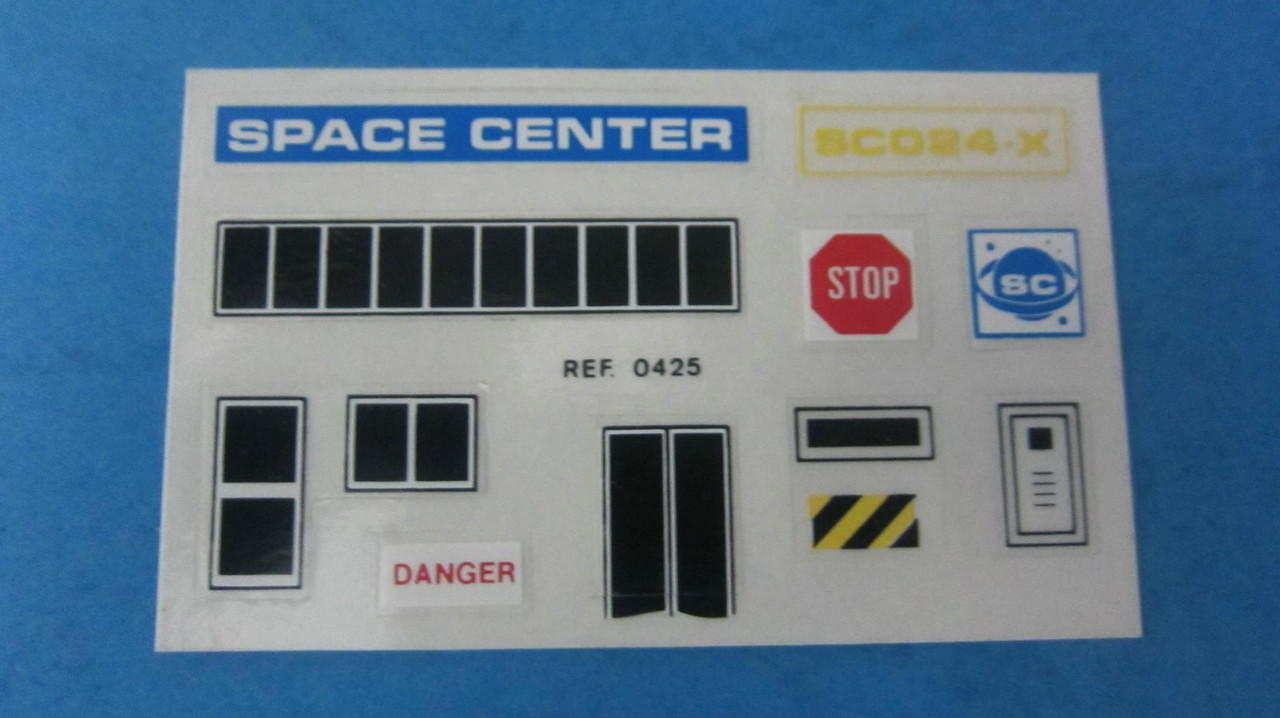 SPACE CENTER
SC024-X
STOP
SC
REF. 0425
DANGER